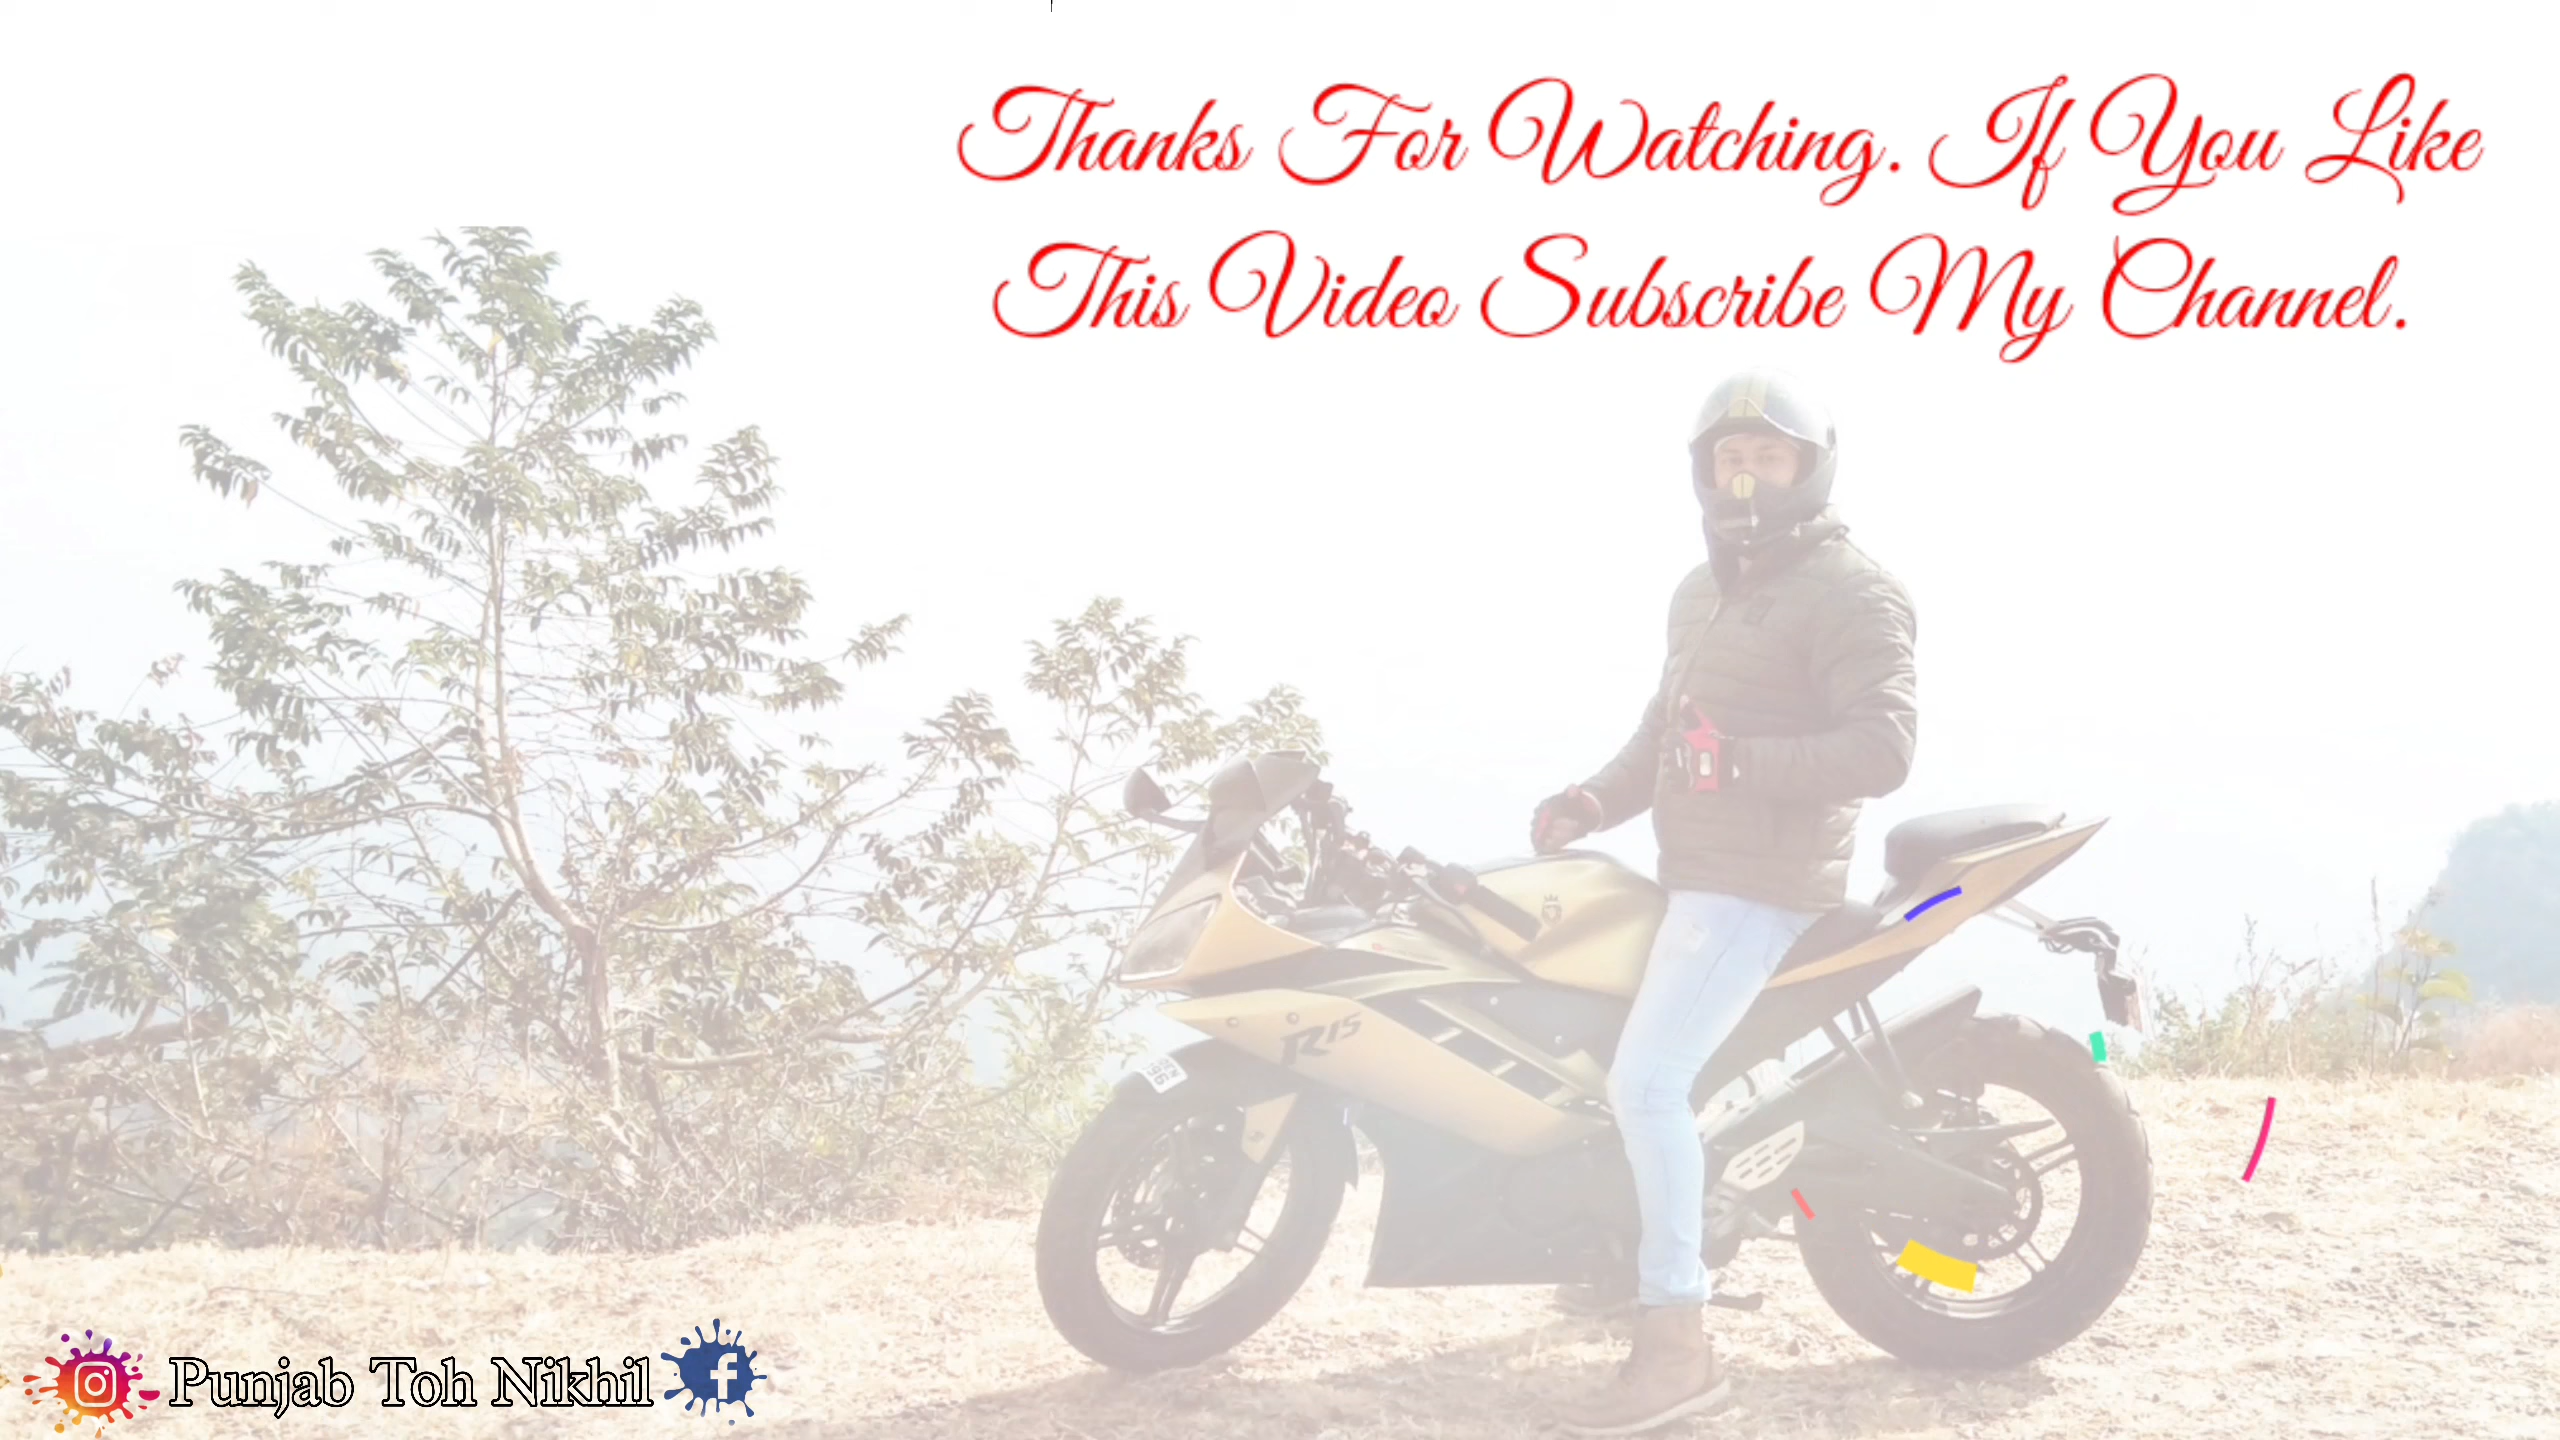 Thanks For Watching. If You Like
This Video Subscribe My Channel.
R15
Punjab Toh Nikhil